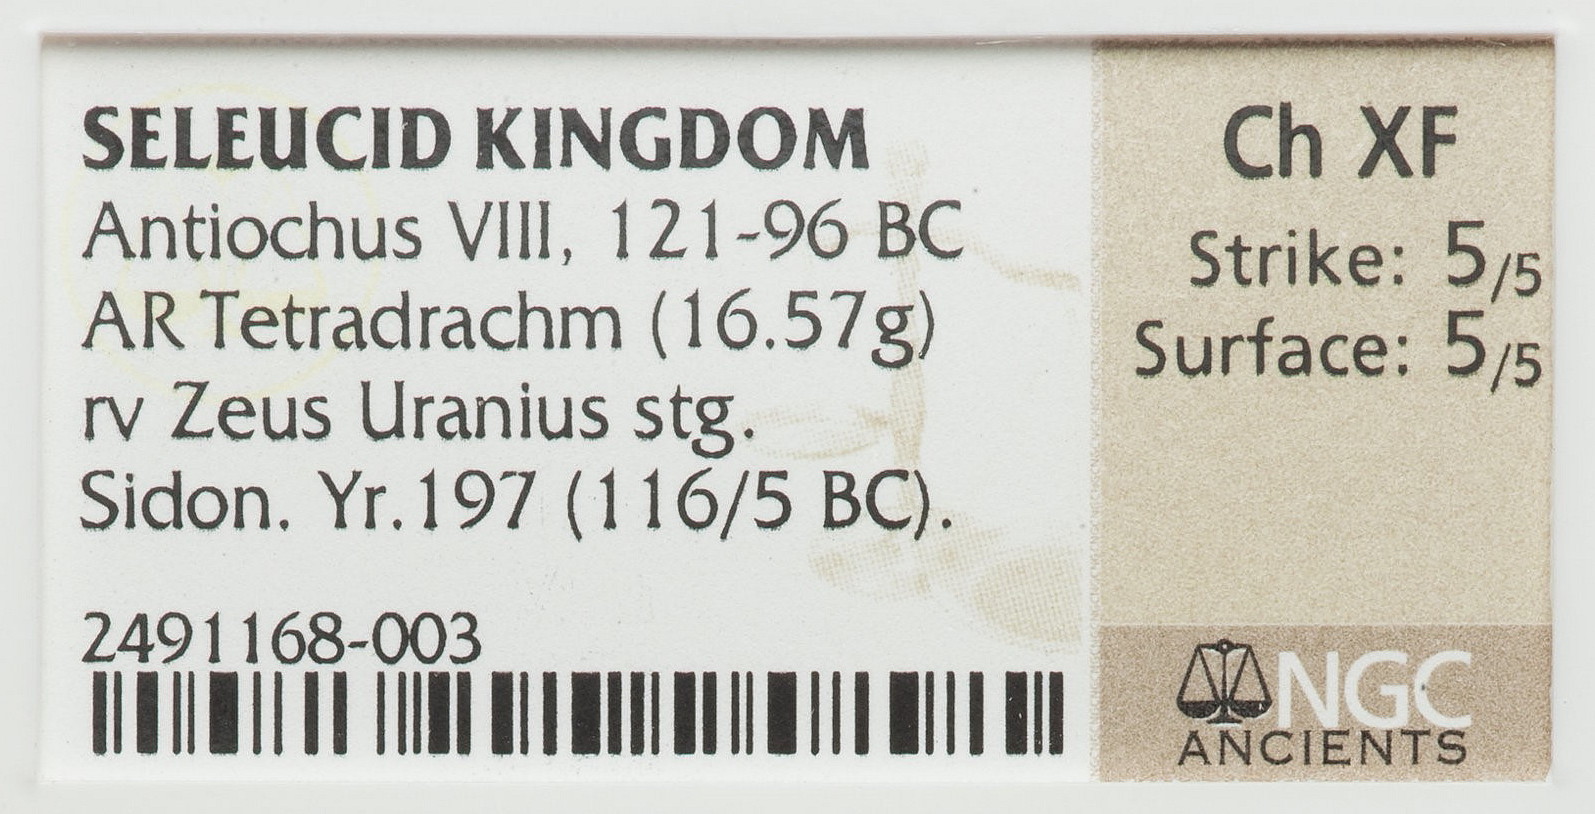 SELEUCID KINGDOM
Antiochus VIII, 121-96 BC
AR Tetradrachm (16.57g)
rv Zeus Uranius stg.
Sidon. Yr.197 (116/5 BC).
2491168-003
Ch XF
Strike: 5/5
Surface: 5/5
NGC
ANCIENTS